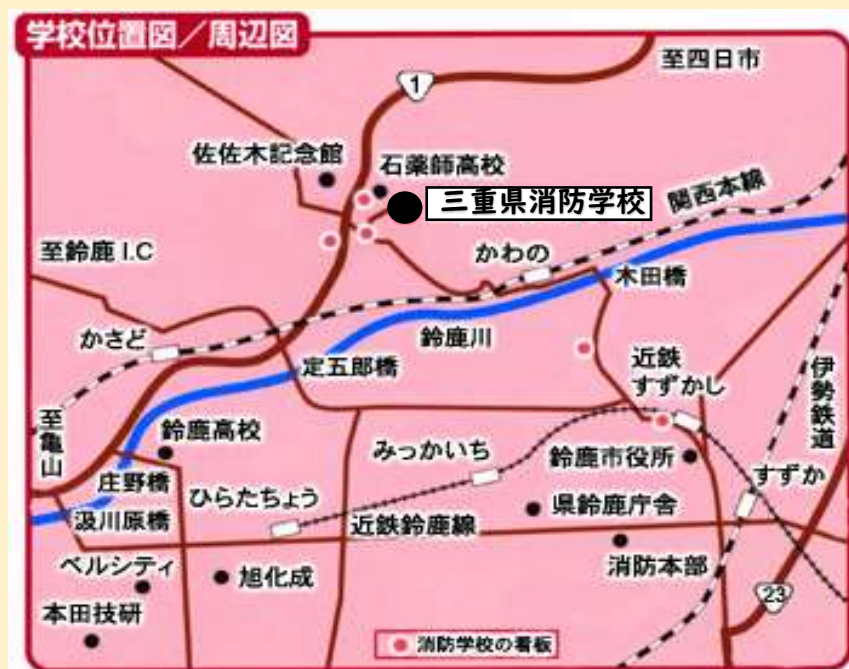 学校位置図／周辺図
至四日市
1
佐佐木記念館
石薬師高校
三重県消防学校
関西本線
至鈴鹿I.C
かわの
木田橋
かさど
鈴鹿川
定五郎橋
近鉄
すずかし
伊勢鉄道
至亀山
鈴鹿高校
みっかいち
鈴鹿市役所
すずか
庄野橋
ひらたちょう
県鈴鹿庁舎
汲川原橋
近鉄鈴鹿線
ベルシティ
旭化成
消防本部
本田技研
23
消防学校の看板